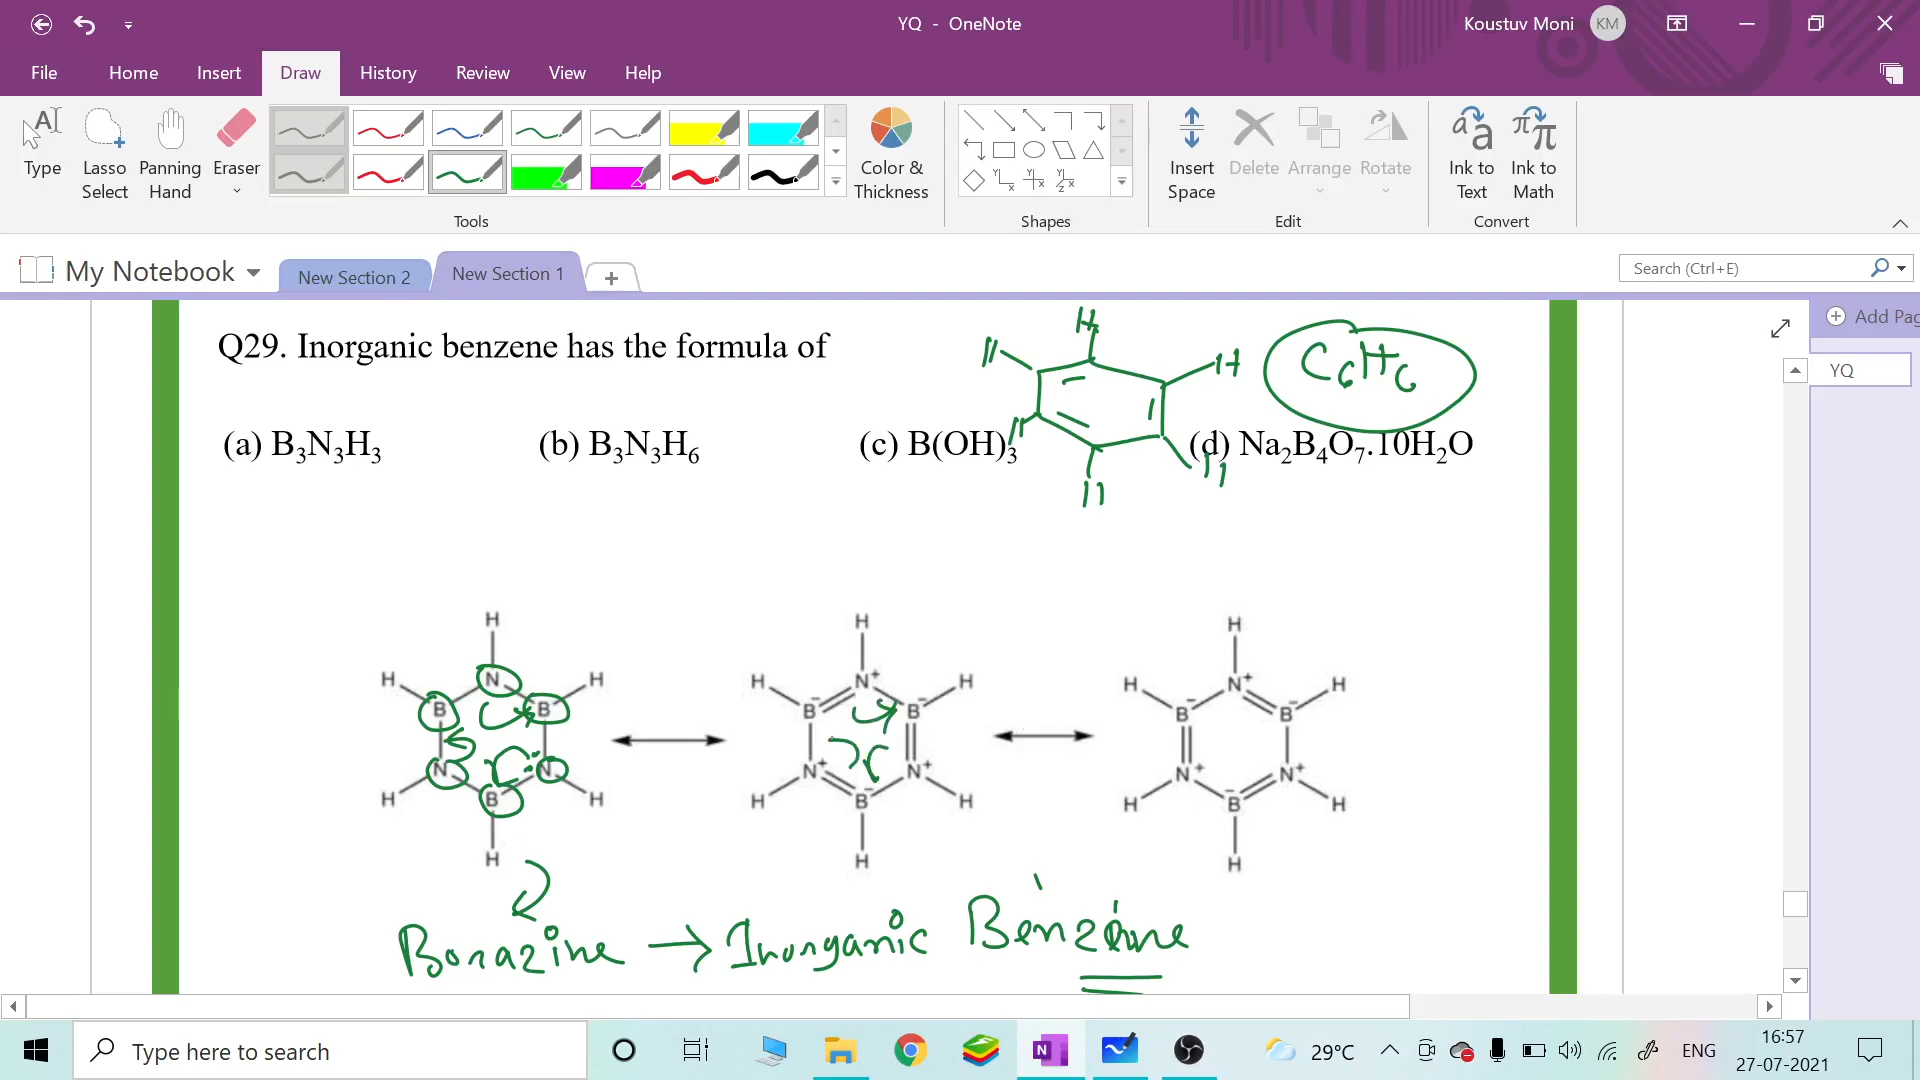 YQ - OneNote
Koustuv Moni KM
File Home Insert Draw History Review View Help
Type
Lasso Select
Panning Hand
Eraser
Color & Thickness
Insert Space
Delete
Arrange
Rotate
Ink to Text
Ink to Math
Tools
Shapes
Edit
Convert
My Notebook
New Section 2
New Section 1
+
Search (Ctrl+E)
Add Pag
YQ
Q29. Inorganic benzene has the formula of
H
H
C₆H₆
(a) B₃N₃H₃ (b) B₃N₃H₆ (c) B(OH)₃ (d) Na₂B₄O₇.10H₂O
H H H
H N H H N⁺ H H N⁺ H
B B B⁻ B⁻ B⁻ B⁻
N N N⁺ N⁺ N⁺ N⁺
H B H H B⁻ H H B⁻ H
H H H
Borazine → Inorganic Benzene
Type here to search
29°C
ENG
16:57
27-07-2021